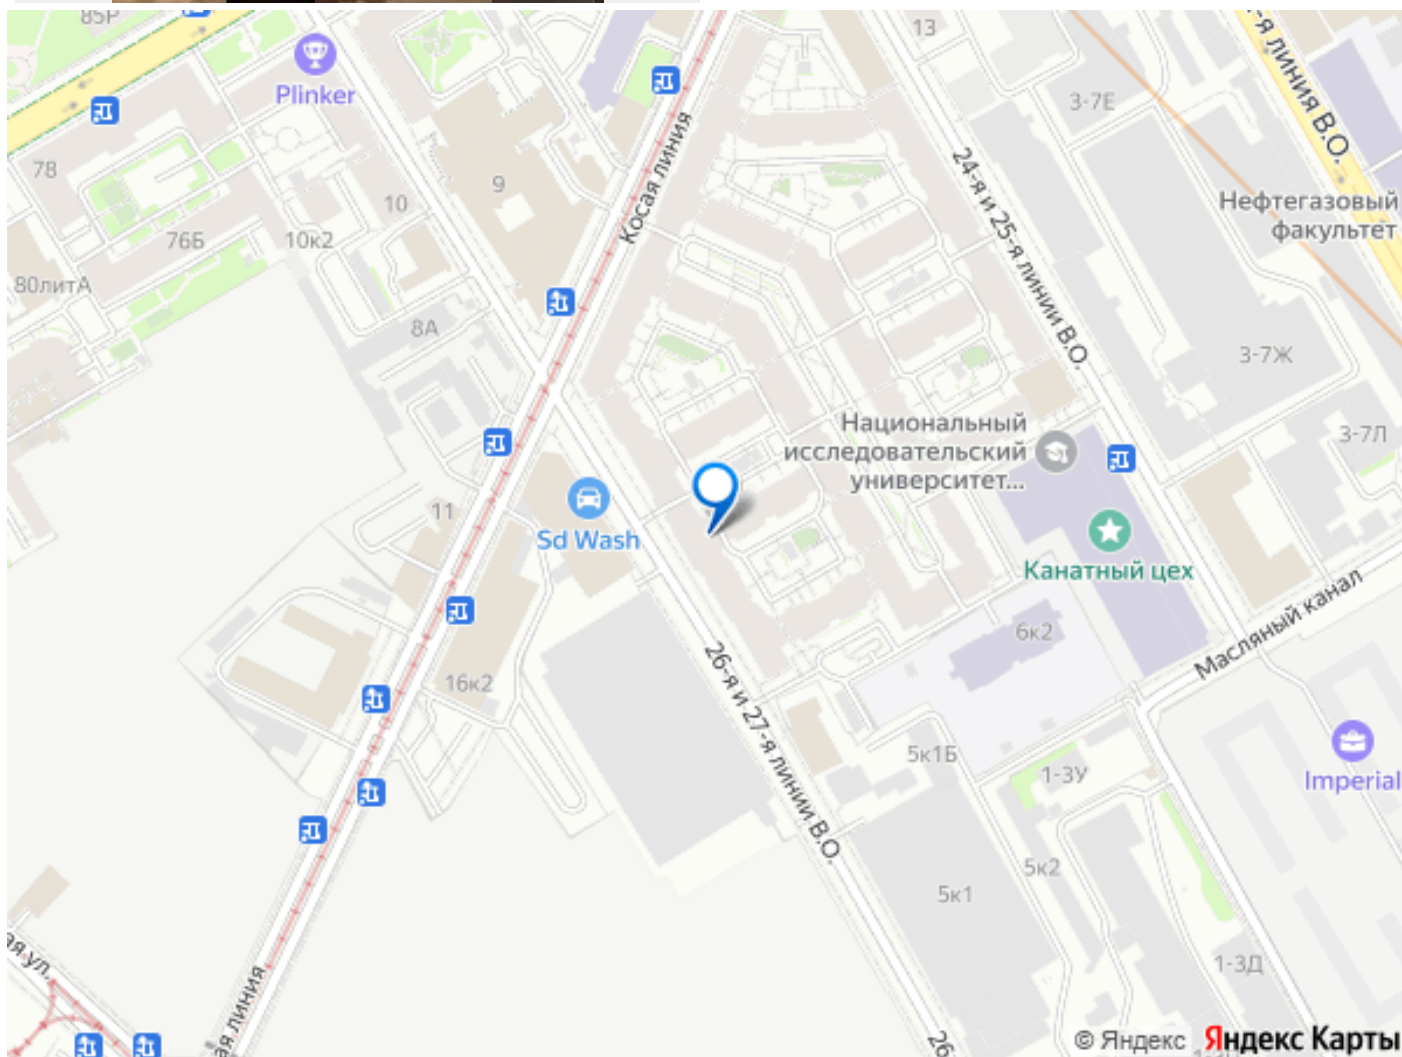 85Р
Plinker
13
3-7Е
-я линия В.О.
78
9
10
Косая линия
24-я и 25-я линии В.О.
Нефтегазовый
факультет
76Б
10к2
80литА
8А
3-7Ж
Национальный
исследовательский
университет...
3-7Л
11
Sd Wash
Канатный цех
6к2
Масляный канал
16к2
26-я и 27-я линии В.О.
5к1Б
1-3У
Imperial
5к2
5к1
1-3Д
ая ул.
ая линия
26
© Яндекс Яндекс Карты